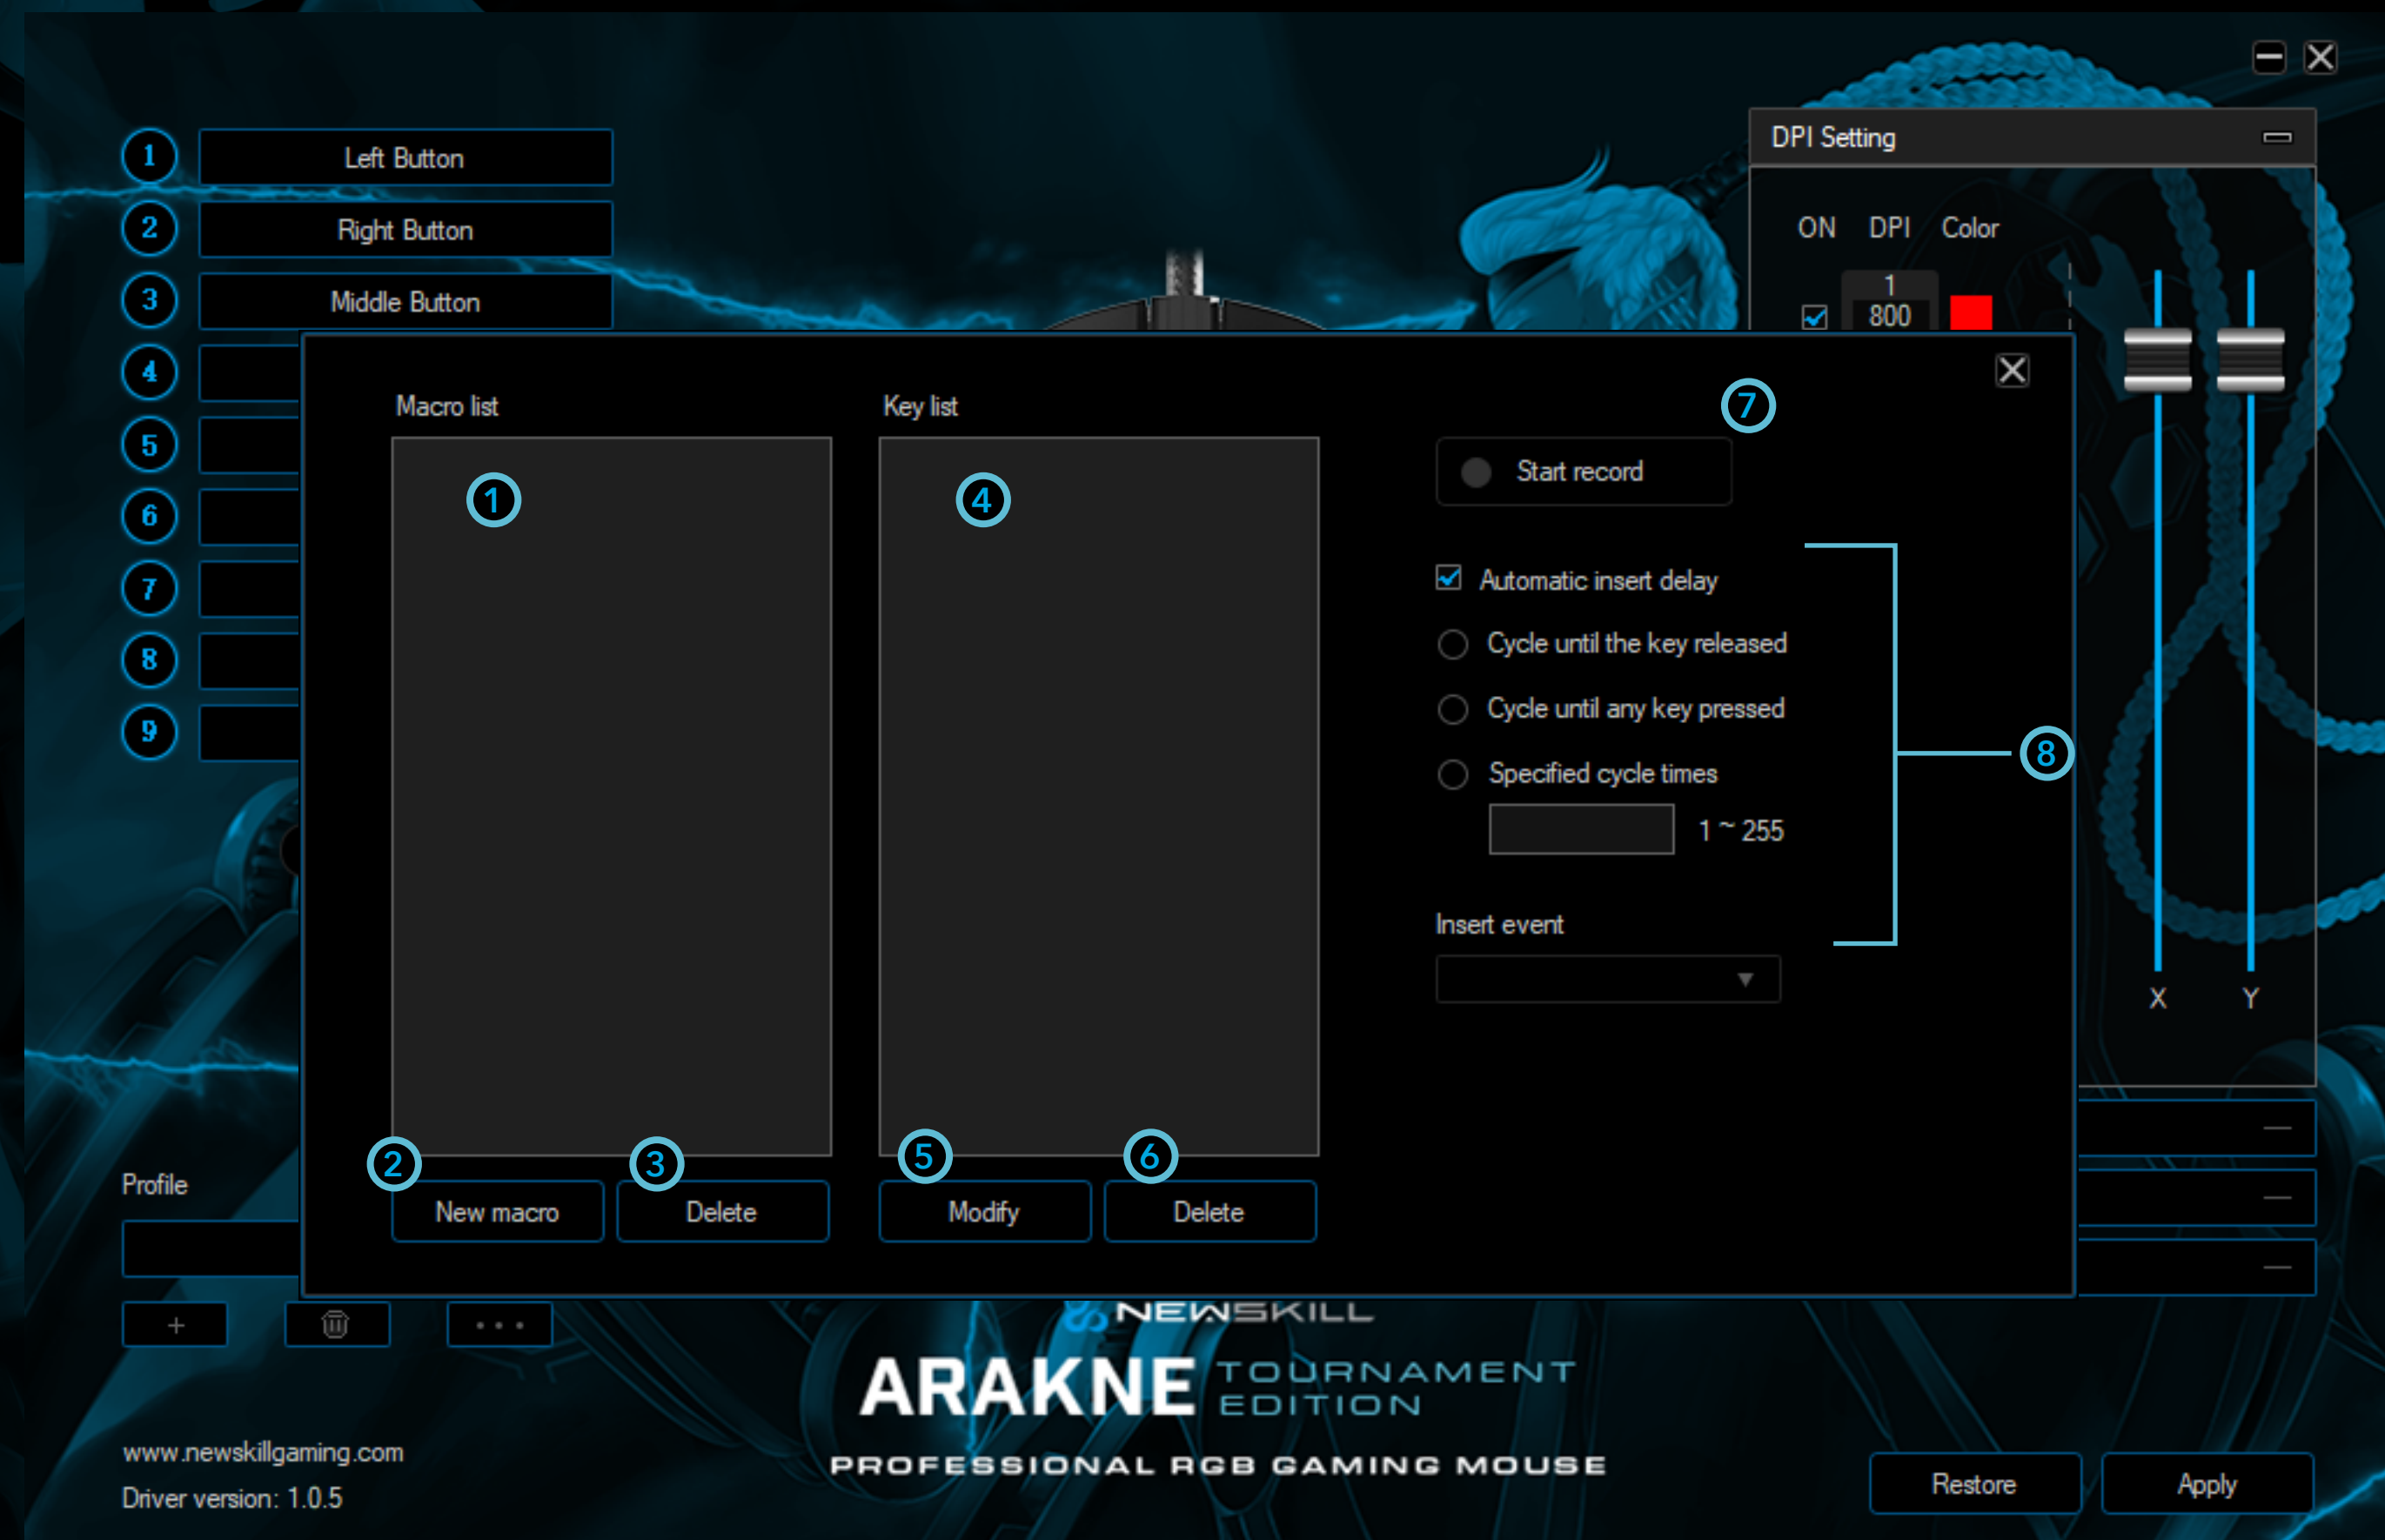 DPI Setting
1 Left Button
2 Right Button
3 Middle Button
4
5
6
7
8
9
ON DPI Color
1
800
Macro list
Key list
7
Start record
1
4
Automatic insert delay
Cycle until the key released
Cycle until any key pressed
8
Specified cycle times
1 ~ 255
Insert event
X Y
2
3
5
6
New macro
Delete
Modify
Delete
Profile
+
...
NEWSKILL
ARAKNE TOURNAMENT
EDITION
PROFESSIONAL RGB GAMING MOUSE
www.newskillgaming.com
Driver version: 1.0.5
Restore
Apply